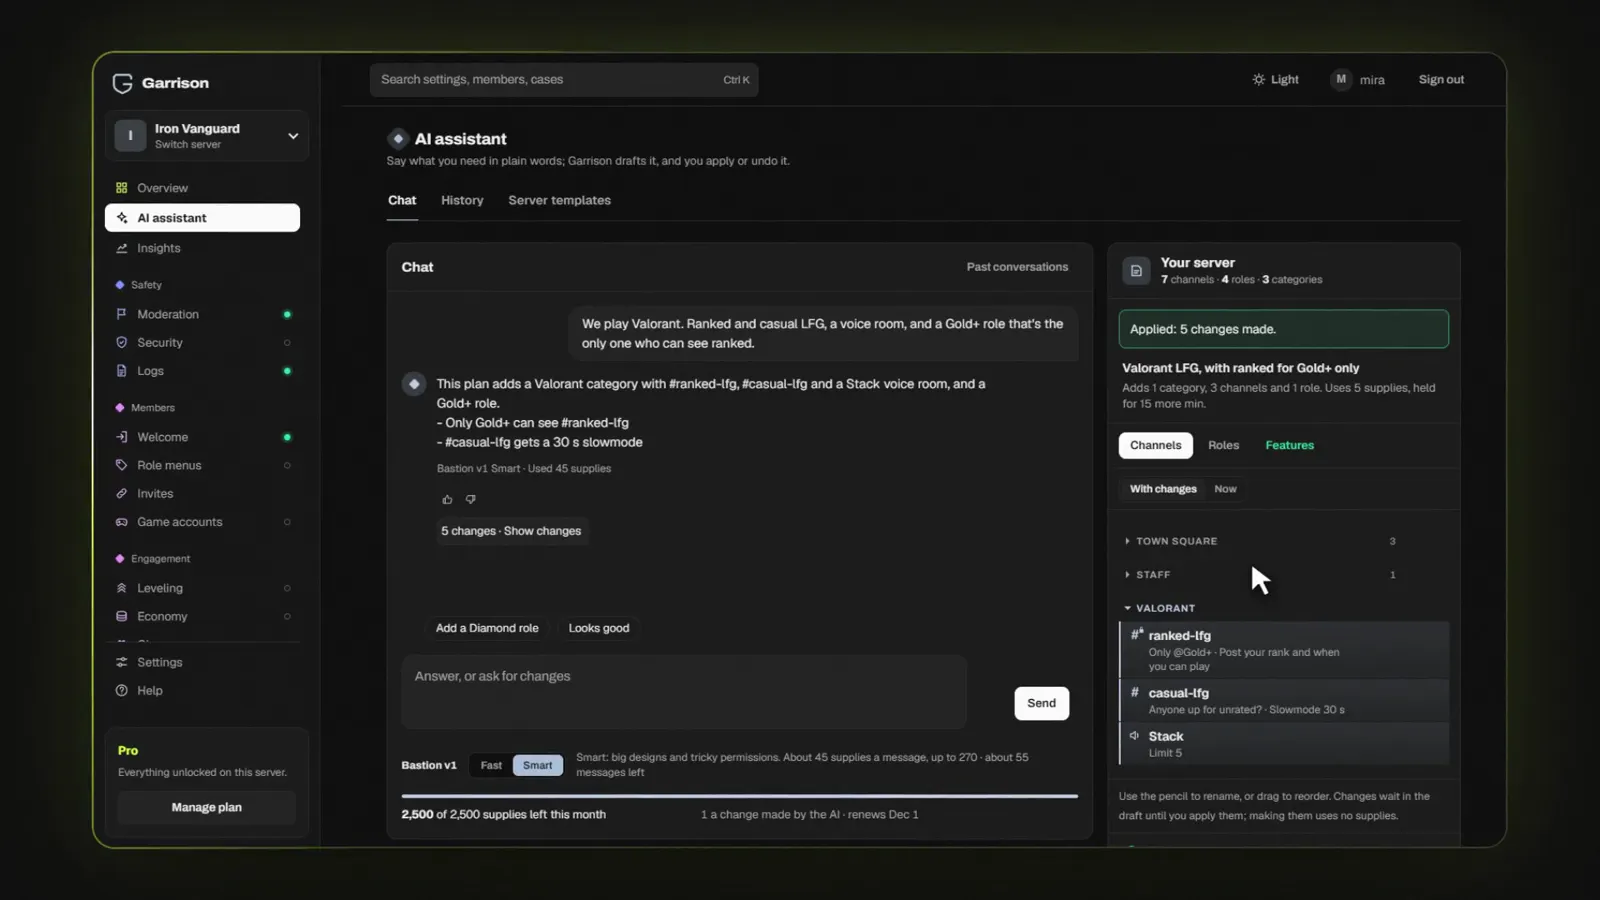 Garrison
Search settings, members, cases
Ctrl K
Light
M
mira
Sign out
I
Iron Vanguard
Switch server
Overview
AI assistant
Insights
Safety
Moderation
Security
Logs
Members
Welcome
Role menus
Invites
Game accounts
Engagement
Leveling
Economy
Settings
Help
Pro
Everything unlocked on this server.
Manage plan
AI assistant
Say what you need in plain words; Garrison drafts it, and you apply or undo it.
Chat
History
Server templates
Chat
Past conversations
We play Valorant. Ranked and casual LFG, a voice room, and a Gold+ role that's the
only one who can see ranked.
This plan adds a Valorant category with #ranked-lfg, #casual-lfg and a Stack voice room, and a
Gold+ role.
- Only Gold+ can see #ranked-lfg
- #casual-lfg gets a 30 s slowmode
Bastion v1 Smart · Used 45 supplies
5 changes · Show changes
Add a Diamond role
Looks good
Answer, or ask for changes
Send
Bastion v1
Fast
Smart
Smart: big designs and tricky permissions. About 45 supplies a message, up to 270 · about 55
messages left
2,500 of 2,500 supplies left this month
1 a change made by the AI · renews Dec 1
Your server
7 channels · 4 roles · 3 categories
Applied: 5 changes made.
Valorant LFG, with ranked for Gold+ only
Adds 1 category, 3 channels and 1 role. Uses 5 supplies, held
for 15 more min.
Channels
Roles
Features
With changes
Now
TOWN SQUARE
3
STAFF
1
VALORANT
# ranked-lfg
Only @Gold+ · Post your rank and when
you can play
# casual-lfg
Anyone up for unrated? · Slowmode 30 s
Stack
Limit 5
Use the pencil to rename, or drag to reorder. Changes wait in the
draft until you apply them; making them uses no supplies.